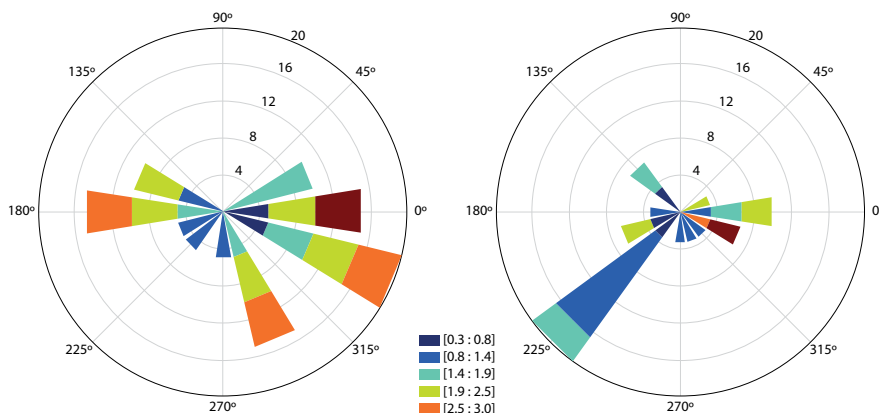 90º
20
16
12
8
4
135º
45º
180º
0º
225º
315º
270º
90º
20
16
12
8
4
135º
45º
180º
0
225º
315º
270º
[0.3 : 0.8]
[0.8 : 1.4]
[1.4 : 1.9]
[1.9 : 2.5]
[2.5 : 3.0]